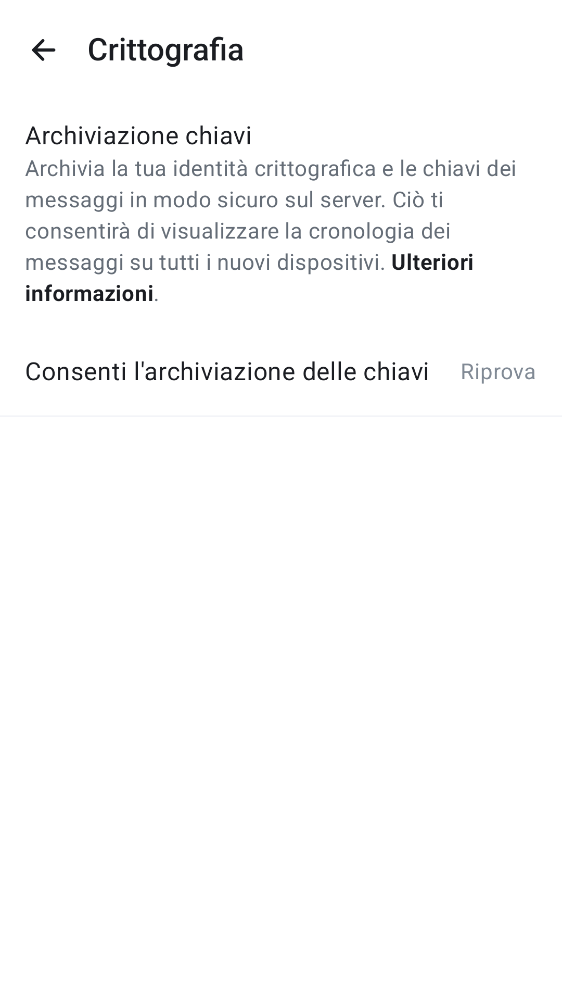 Crittografia
Archiviazione chiavi
Archivia la tua identità crittografica e le chiavi dei
messaggi in modo sicuro sul server. Ciò ti
consentirà di visualizzare la cronologia dei
messaggi su tutti i nuovi dispositivi. Ulteriori
informazioni.
Consenti l'archiviazione delle chiavi Riprova